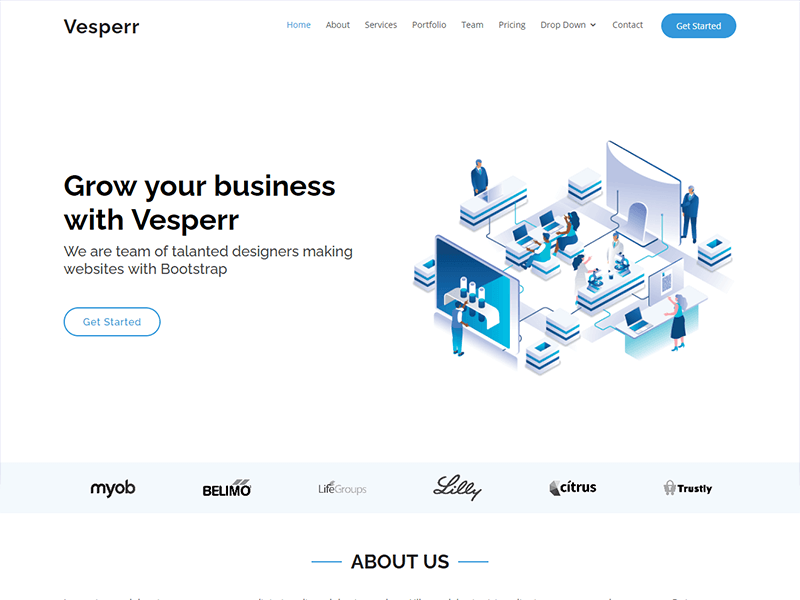 Vesperr
Home About Services Portfolio Team Pricing Drop Down Contact Get Started
Grow your business
with Vesperr
We are team of talanted designers making
websites with Bootstrap
Get Started
myob BELIMO LifeGroups Lilly citrus Trustly
ABOUT US